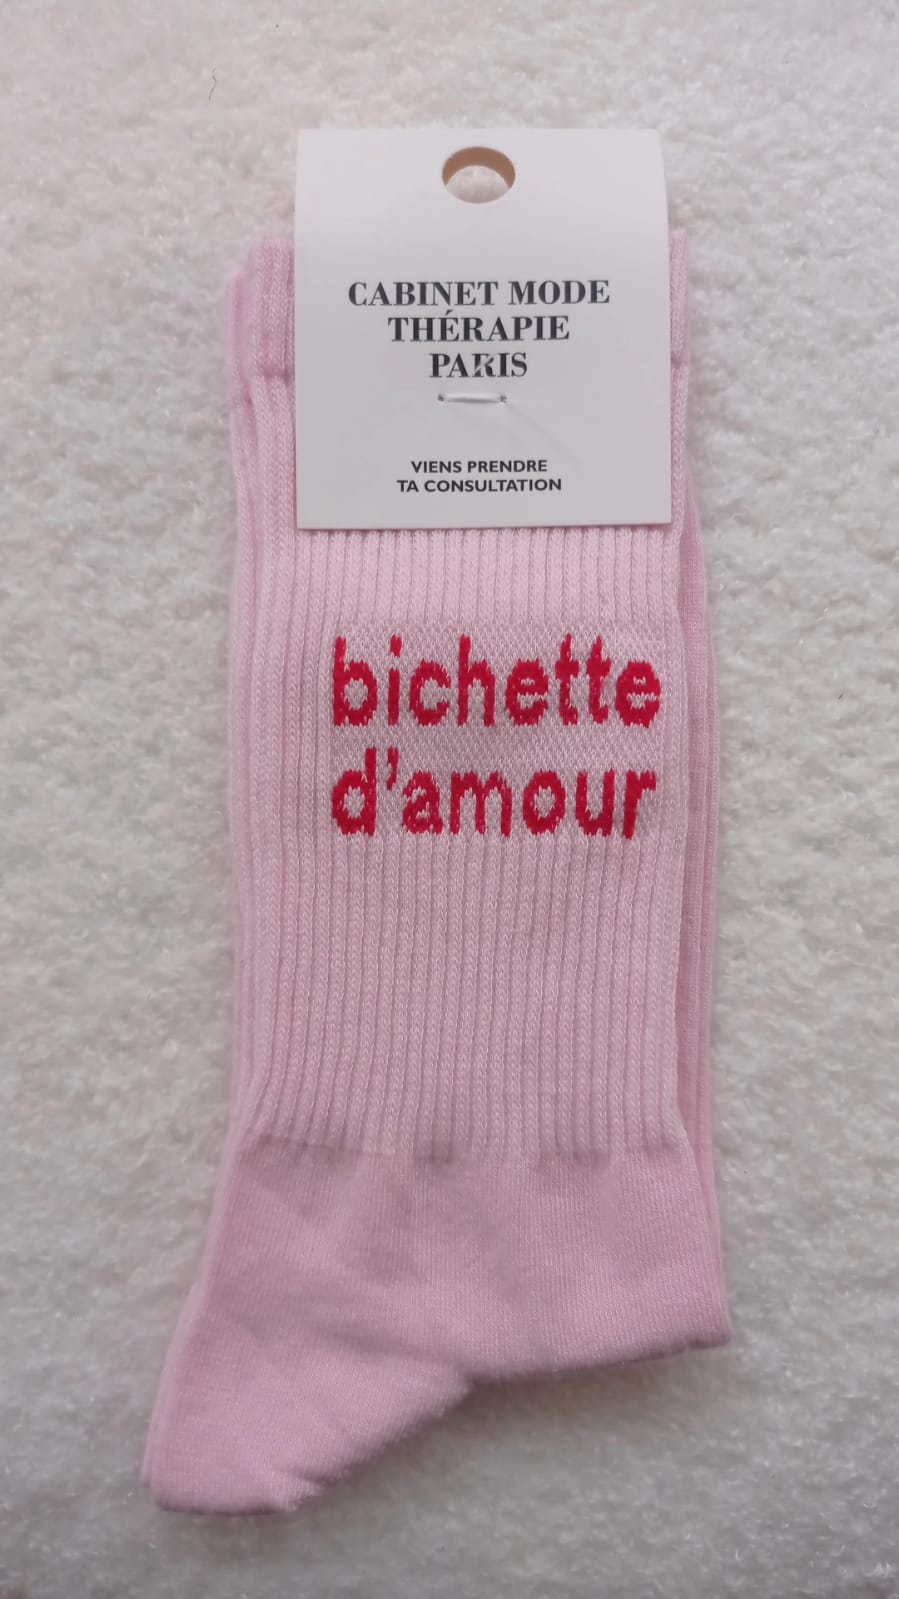 CABINET MODE
THÉRAPIE
PARIS
VIENS PRENDRE
TA CONSULTATION
bichette
d'amour